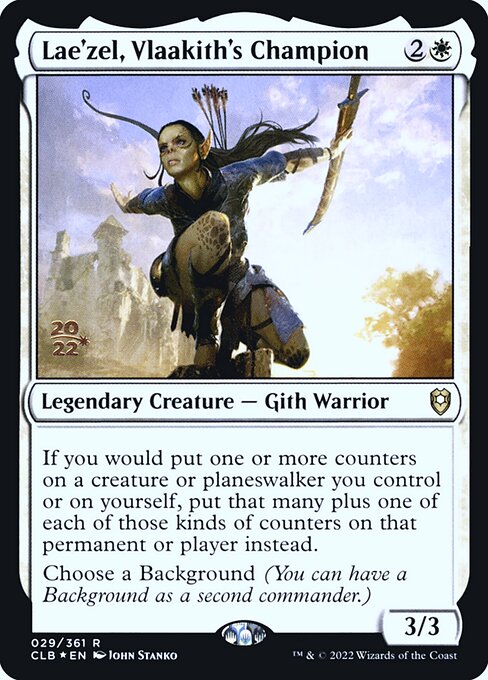 Lae'zel, Vlaakith's Champion 2
20
22
Legendary Creature — Gith Warrior
If you would put one or more counters
on a creature or planeswalker you control
or on yourself, put that many plus one of
each of those kinds of counters on that
permanent or player instead.
Choose a Background (You can have a
Background as a second commander.)
3/3
029/361 R
CLB ★ EN John Stanko
™ & © 2022 Wizards of the Coast